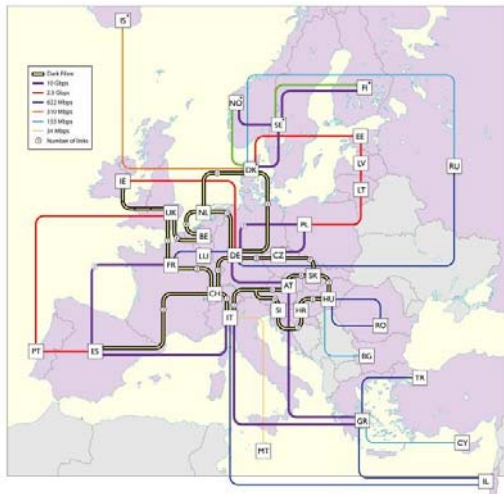 IS
Dark Fibre
10 Gbps
2.5 Gbps
622 Mbps
310 Mbps
155 Mbps
34 Mbps
Number of links
NO
FI
SE
EE
DK
LV
RU
IE
LT
UK
NL
PL
BE
LU
DE
CZ
FR
SK
CH
AT
HU
IT
SI
HR
RO
PT
ES
BG
TR
GR
CY
MT
IL